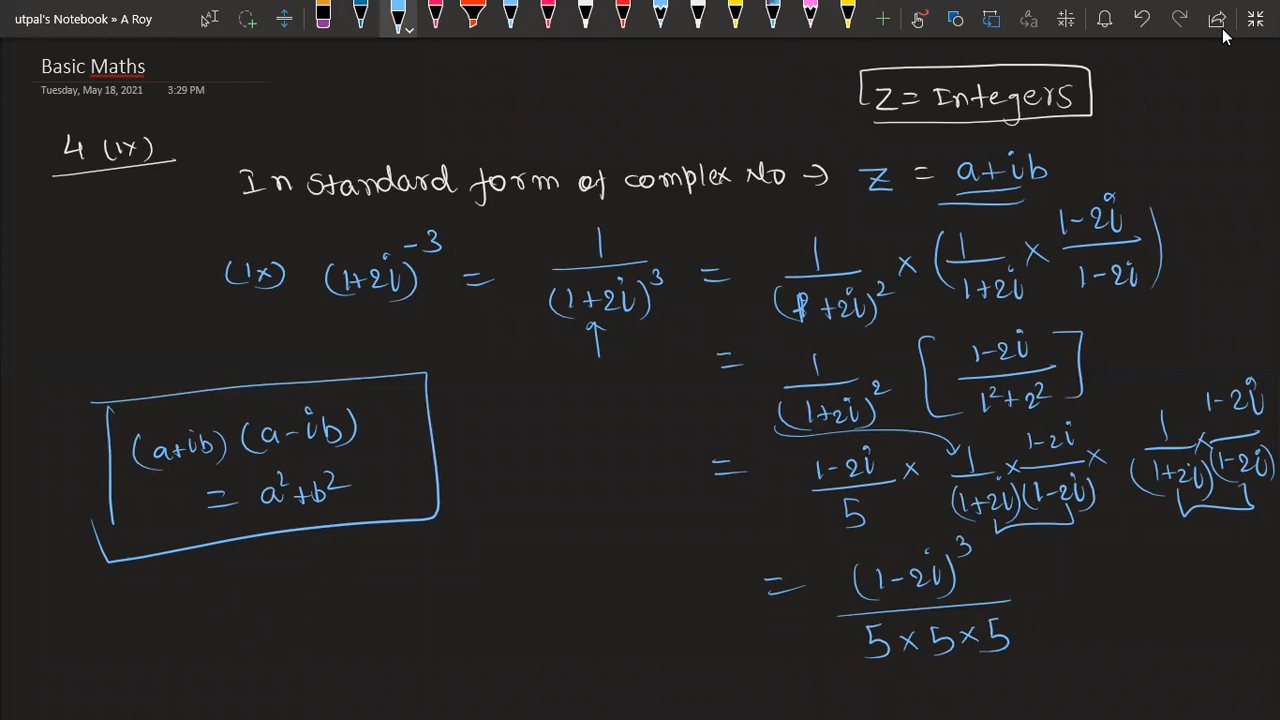 utpal's Notebook » A Roy
Basic Maths
Tuesday, May 18, 2021 3:29 PM
Z = Integers
4 (ix)
In standard form of complex No → z = a+ib
(ix) (1+2i)^-3 = 1/(1+2i)^3 = 1/(1+2i)^2 × (1/1+2i × 1-2i/1-2i)
= 1/(1+2i)^2 [1-2i/1^2+2^2]
= 1-2i/5 × 1/(1+2i) × 1-2i/(1-2i) × 1/(1+2i) × 1-2i/(1-2i)
= (1-2i)^3/5×5×5
(a+ib) (a-ib)
= a^2+b^2